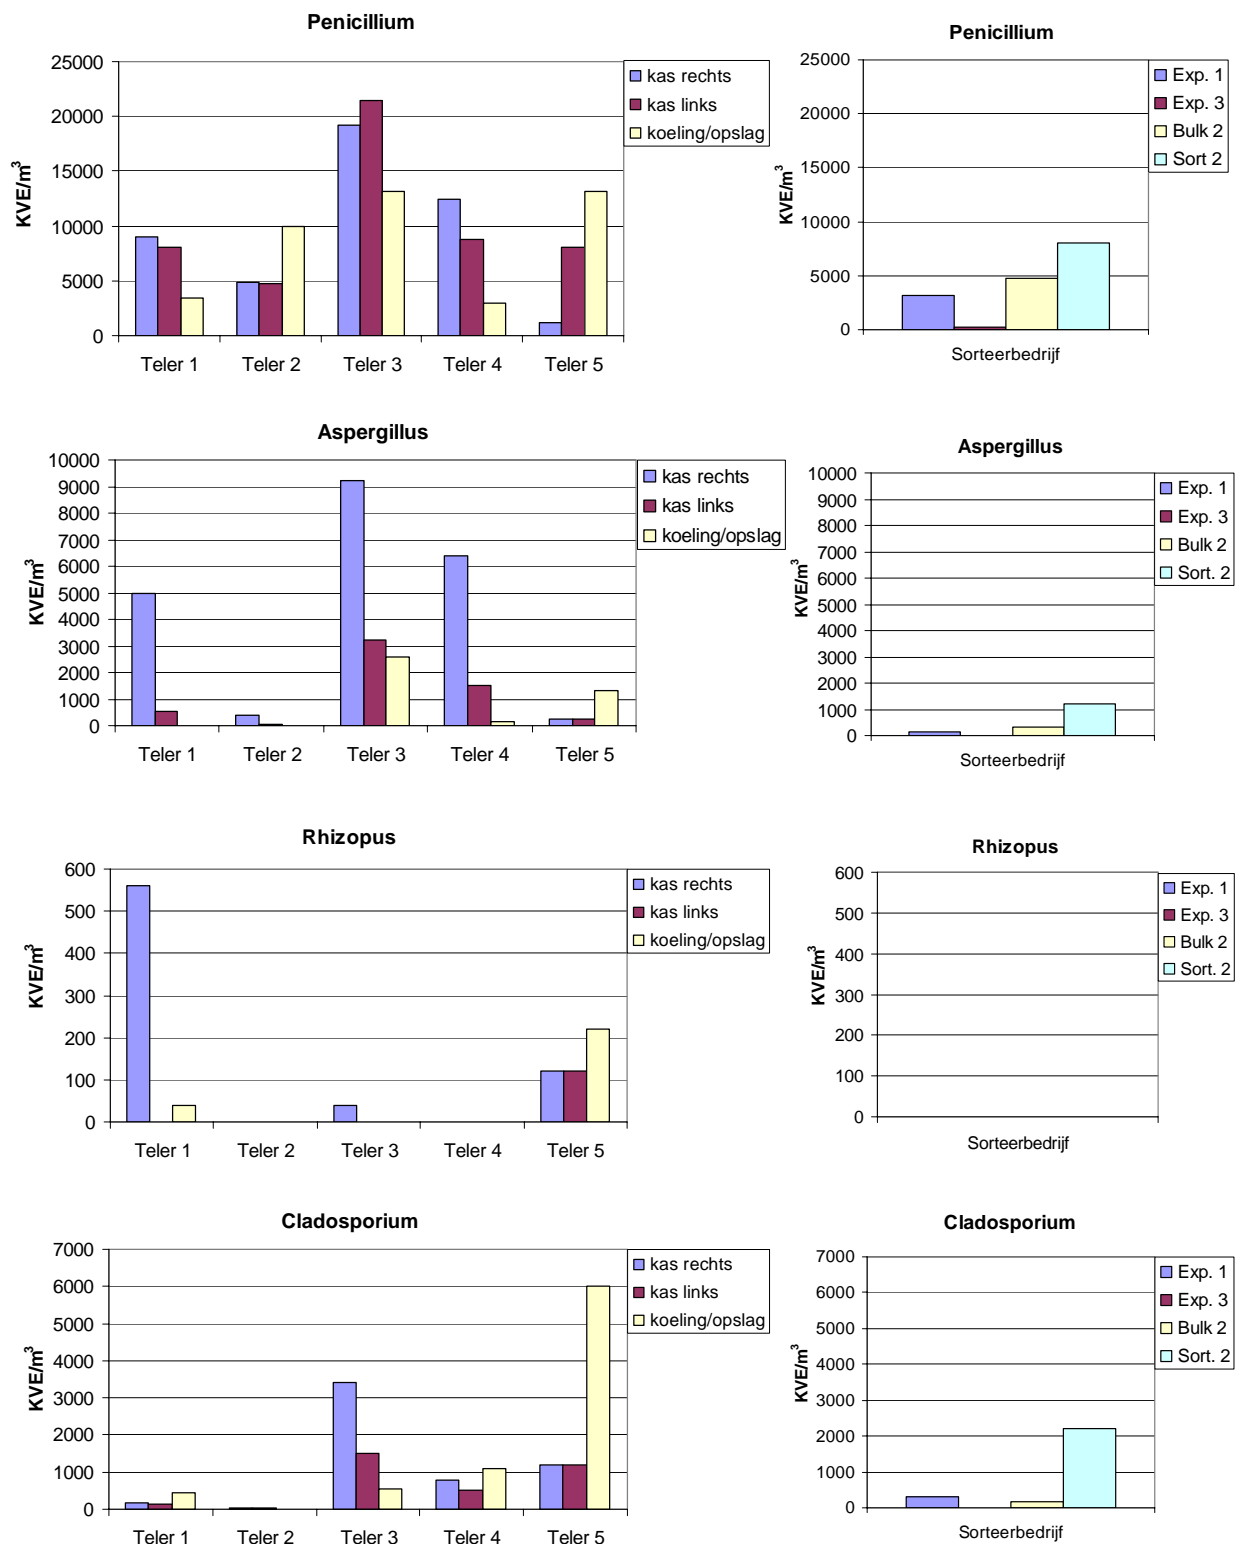 Penicillium
25000
20000
15000
10000
5000
0
KVE/m³
Teler 1 Teler 2 Teler 3 Teler 4 Teler 5
kas rechts
kas links
koeling/opslag
Penicillium
25000
20000
15000
10000
5000
0
KVE/m³
Sorteerbedrijf
Exp. 1
Exp. 3
Bulk 2
Sort 2
Aspergillus
10000
9000
8000
7000
6000
5000
4000
3000
2000
1000
0
KVE/m³
Teler 1 Teler 2 Teler 3 Teler 4 Teler 5
kas rechts
kas links
koeling/opslag
Aspergillus
10000
9000
8000
7000
6000
5000
4000
3000
2000
1000
0
KVE/m³
Sorteerbedrijf
Exp. 1
Exp. 3
Bulk 2
Sort. 2
Rhizopus
600
500
400
300
200
100
0
KVE/m³
Teler 1 Teler 2 Teler 3 Teler 4 Teler 5
kas rechts
kas links
koeling/opslag
Rhizopus
600
500
400
300
200
100
0
KVE/m³
Sorteerbedrijf
Exp. 1
Exp. 3
Bulk 2
Sort. 2
Cladosporium
7000
6000
5000
4000
3000
2000
1000
0
KVE/m³
Teler 1 Teler 2 Teler 3 Teler 4 Teler 5
kas rechts
kas links
koeling/opslag
Cladosporium
7000
6000
5000
4000
3000
2000
1000
0
KVE/m³
Sorteerbedrijf
Exp. 1
Exp. 3
Bulk 2
Sort. 2